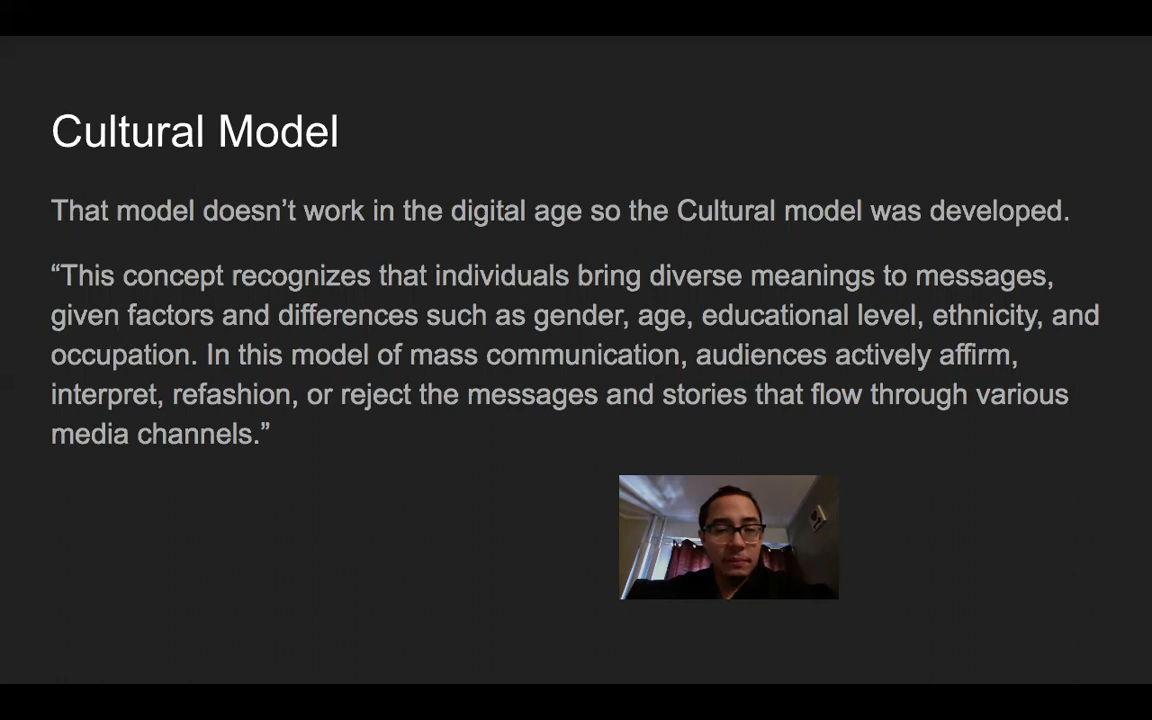 Cultural Model
That model doesn’t work in the digital age so the Cultural model was developed.
“This concept recognizes that individuals bring diverse meanings to messages,
given factors and differences such as gender, age, educational level, ethnicity, and
occupation. In this model of mass communication, audiences actively affirm,
interpret, refashion, or reject the messages and stories that flow through various
media channels.”